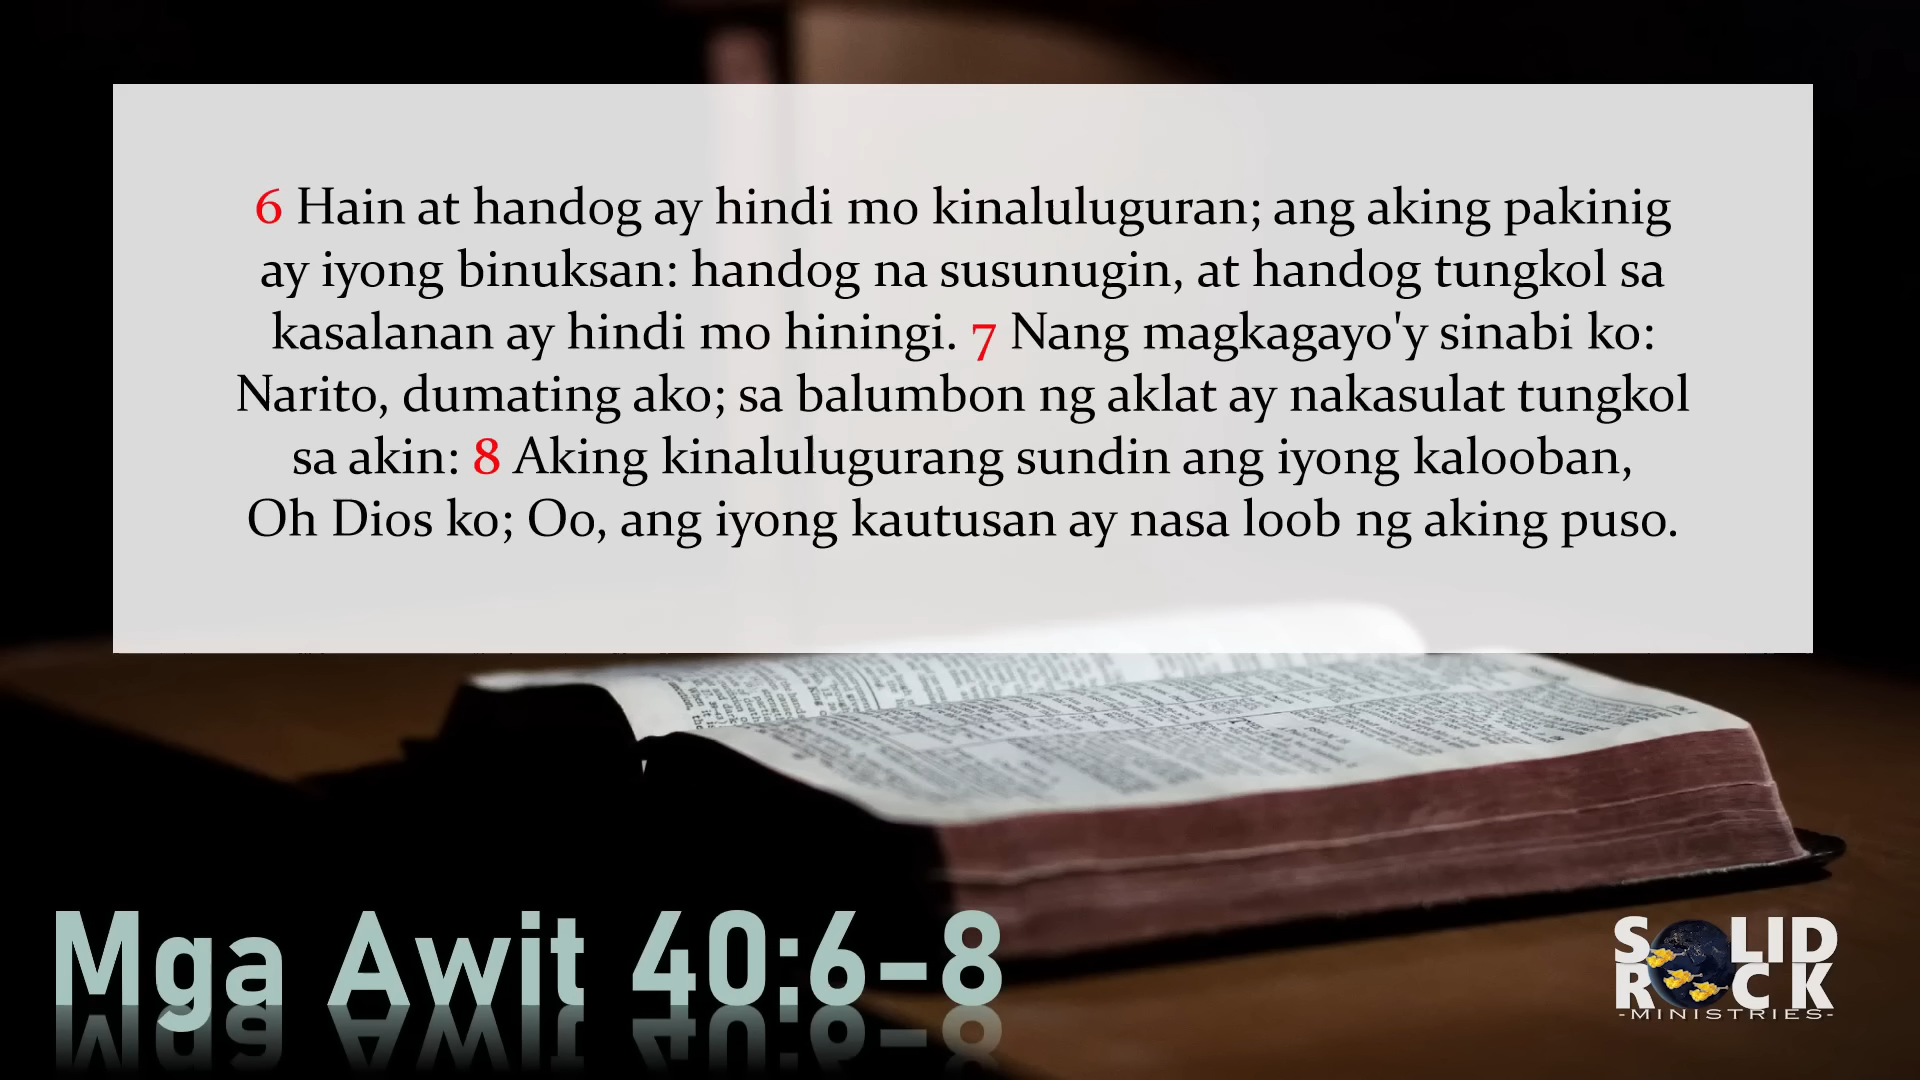 6 Hain at handog ay hindi mo kinaluluguran; ang aking pakinig
ay iyong binuksan: handog na susunugin, at handog tungkol sa
kasalanan ay hindi mo hiningi. 7 Nang magkagayo'y sinabi ko:
Narito, dumating ako; sa balumbon ng aklat ay nakasulat tungkol
sa akin: 8 Aking kinalulugurang sundin ang iyong kalooban,
Oh Dios ko; Oo, ang iyong kautusan ay nasa loob ng aking puso.
Mga Awit 40:6-8
SOLID
ROCK
-MINISTRIES-